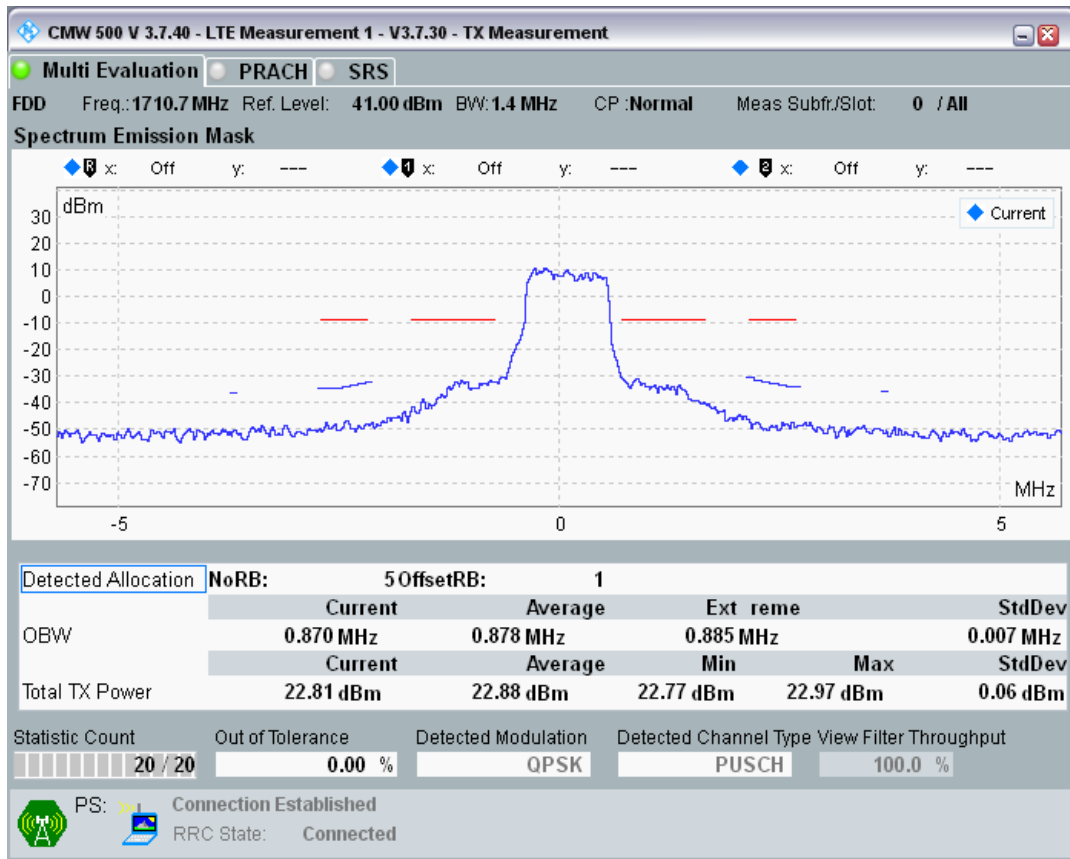 CMW 500 V 3.7.40 - LTE Measurement 1 - V3.7.30 - TX Measurement
Multi Evaluation PRACH SRS
FDD Freq.: 1710.7 MHz Ref. Level: 41.00 dBm BW: 1.4 MHz CP : Normal Meas Subfr./Slot: 0 / All
Spectrum Emission Mask
R x: Off y: --- 1 x: Off y: --- 2 x: Off y: ---
dBm
Current
30
20
10
0
-10
-20
-30
-40
-50
-60
-70
MHz
-5 0 5
Detected Allocation NoRB: 5 OffsetRB: 1
Current Average Ext reme StdDev
OBW 0.870 MHz 0.878 MHz 0.885 MHz 0.007 MHz
Current Average Min Max StdDev
Total TX Power 22.81 dBm 22.88 dBm 22.77 dBm 22.97 dBm 0.06 dBm
Statistic Count Out of Tolerance Detected Modulation Detected Channel Type View Filter Throughput
20 / 20 0.00 % QPSK PUSCH 100.0 %
PS: Connection Established
RRC State: Connected